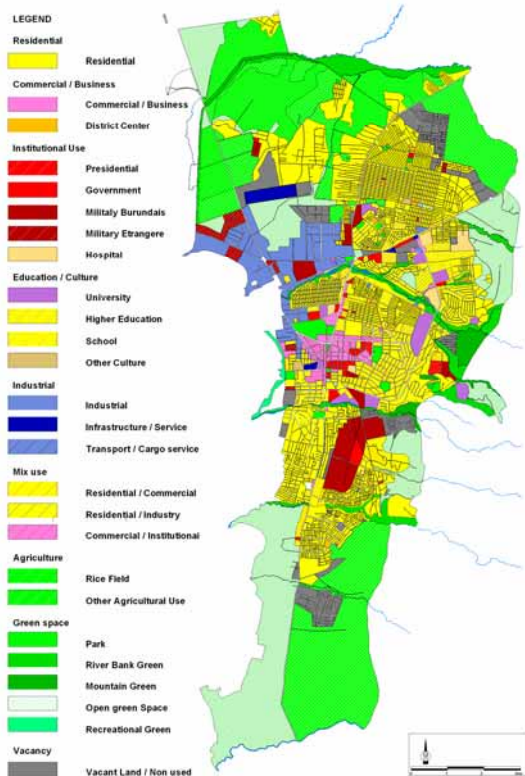 LEGEND
Residential
Residential
Commercial / Business
Commercial / Business
District Center
Institutional Use
Presidential
Government
Militaly Burundais
Military Etrangere
Hospital
Education / Culture
University
Higher Education
School
Other Culture
Industrial
Industrial
Infrastructure / Service
Transport / Cargo service
Mix use
Residential / Commercial
Residential / Industry
Commercial / Institutional
Agriculture
Rice Field
Other Agricultural Use
Green space
Park
River Bank Green
Mountain Green
Open green Space
Recreational Green
Vacancy
Vacant Land / Non used